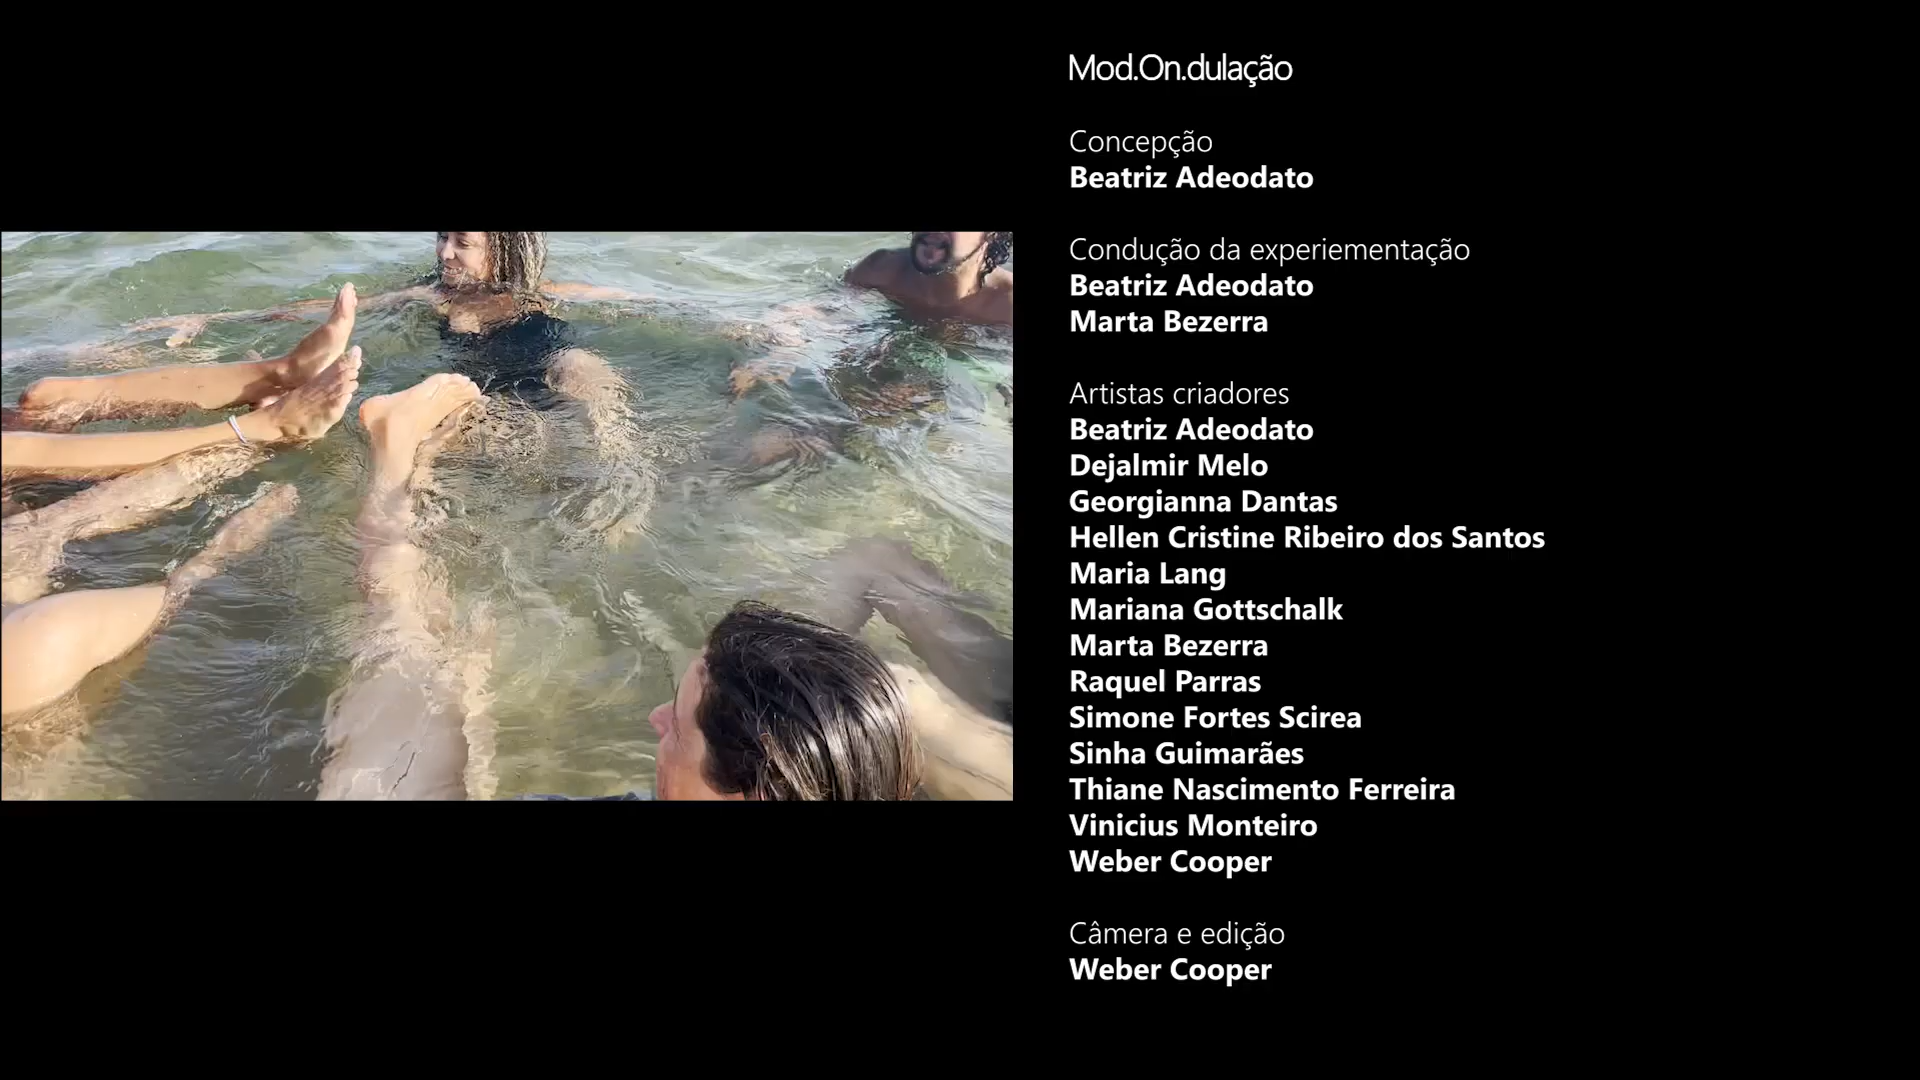 Mod.On.dulação
Concepção
Beatriz Adeodato
Condução da experiementação
Beatriz Adeodato
Marta Bezerra
Artistas criadores
Beatriz Adeodato
Dejalmir Melo
Georgianna Dantas
Hellen Cristine Ribeiro dos Santos
Maria Lang
Mariana Gottschalk
Marta Bezerra
Raquel Parras
Simone Fortes Scirea
Sinha Guimarães
Thiane Nascimento Ferreira
Vinicius Monteiro
Weber Cooper
Câmera e edição
Weber Cooper